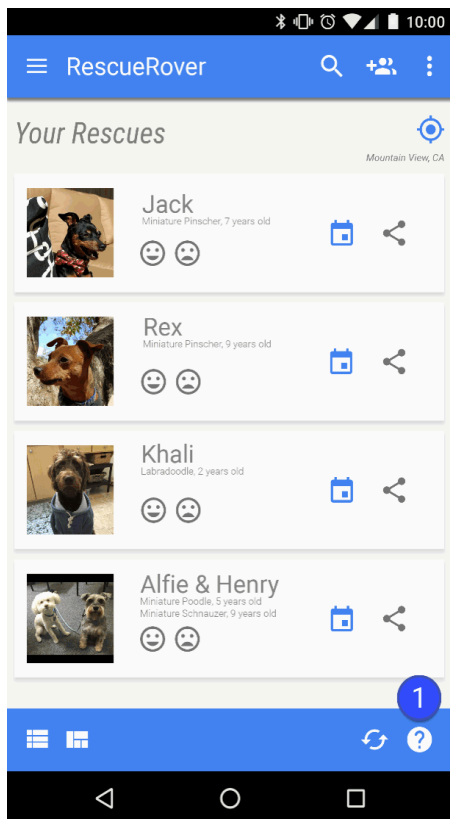 10:00
RescueRover
Your Rescues
Mountain View, CA
Jack
Miniature Pinscher, 7 years old
Rex
Miniature Pinscher, 9 years old
Khali
Labradoodle, 2 years old
Alfie & Henry
Miniature Poodle, 5 years old
Miniature Schnauzer, 9 years old
1
?